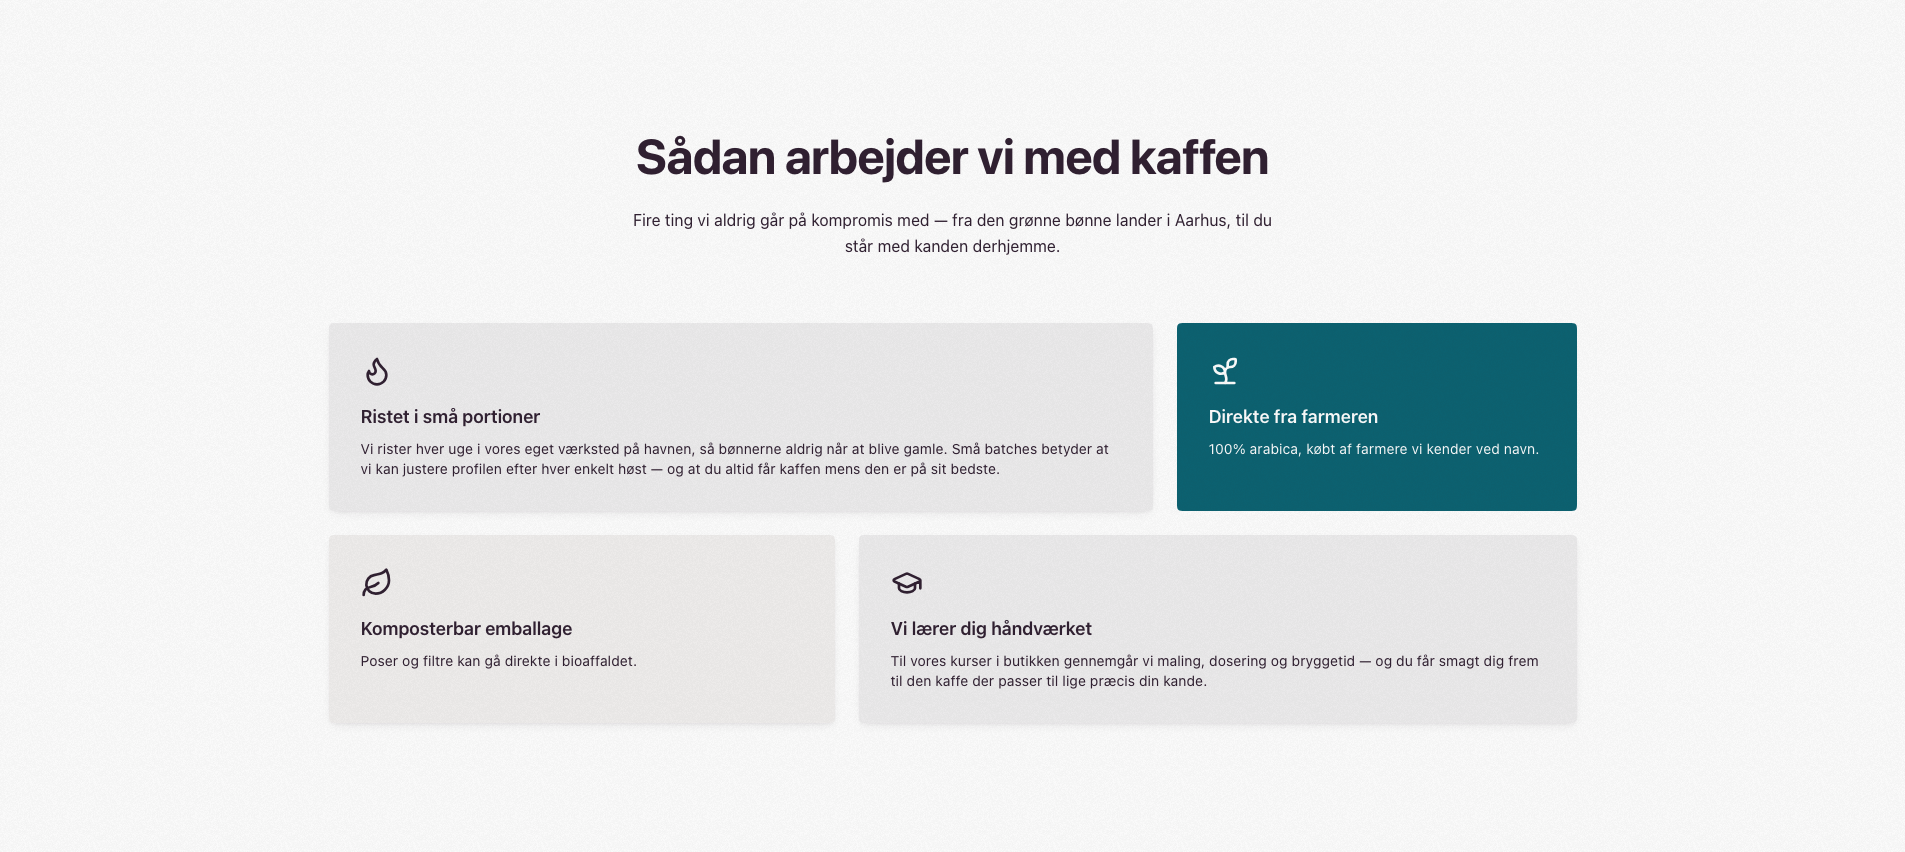 Sådan arbejder vi med kaffen
Fire ting vi aldrig går på kompromis med — fra den grønne bønne lander i Aarhus, til du
står med kanden derhjemme.
Ristet i små portioner
Vi rister hver uge i vores eget værksted på havnen, så bønnerne aldrig når at blive gamle. Små batches betyder at
vi kan justere profilen efter hver enkelt høst — og at du altid får kaffen mens den er på sit bedste.
Direkte fra farmeren
100% arabica, købt af farmere vi kender ved navn.
Komposterbar emballage
Poser og filtre kan gå direkte i bioaffaldet.
Vi lærer dig håndværket
Til vores kurser i butikken gennemgår vi maling, dosering og bryggetid — og du får smagt dig frem
til den kaffe der passer til lige præcis din kande.